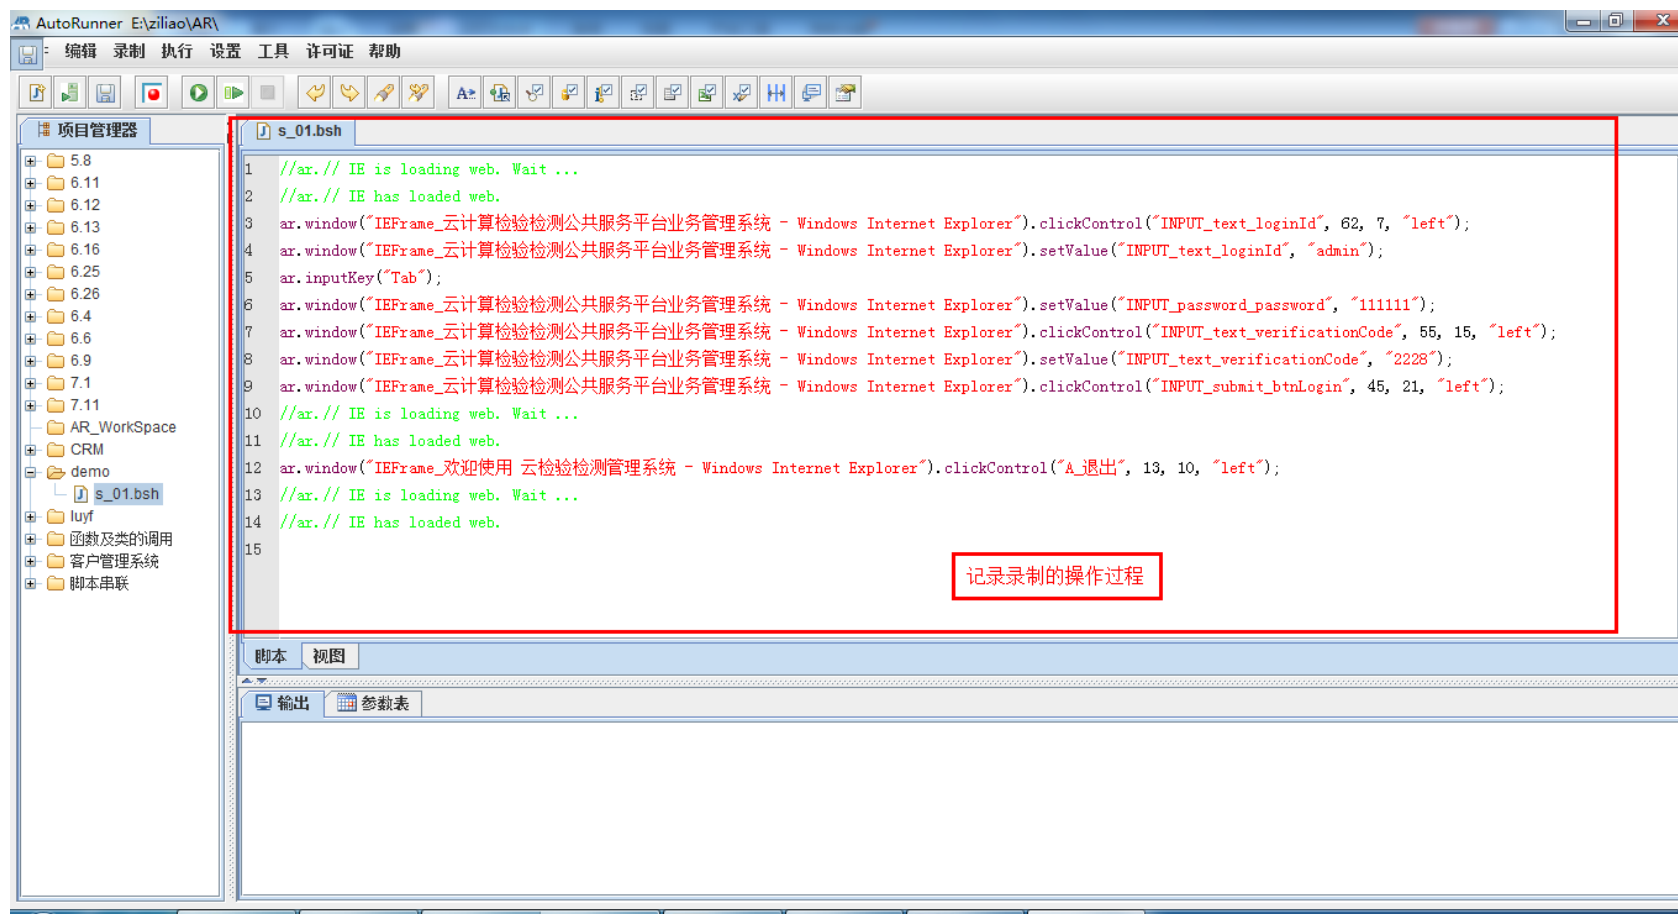 AutoRunner E:\ziliao\AR\
编辑 录制 执行 设置 工具 许可证 帮助
项目管理器
5.8
6.11
6.12
6.13
6.16
6.25
6.26
6.4
6.6
6.9
7.1
7.11
AR_WorkSpace
CRM
demo
s_01.bsh
luyf
函数及类的调用
客户管理系统
脚本串联
s_01.bsh
1 //ar.// IE is loading web. Wait ...
2 //ar.// IE has loaded web.
3 ar.window("IEFrame_云计算检验检测公共服务平台业务管理系统 - Windows Internet Explorer").clickControl("INPUT_text_loginId", 62, 7, "left");
4 ar.window("IEFrame_云计算检验检测公共服务平台业务管理系统 - Windows Internet Explorer").setValue("INPUT_text_loginId", "admin");
5 ar.inputKey("Tab");
6 ar.window("IEFrame_云计算检验检测公共服务平台业务管理系统 - Windows Internet Explorer").setValue("INPUT_password_password", "111111");
7 ar.window("IEFrame_云计算检验检测公共服务平台业务管理系统 - Windows Internet Explorer").clickControl("INPUT_text_verificationCode", 55, 15, "left");
8 ar.window("IEFrame_云计算检验检测公共服务平台业务管理系统 - Windows Internet Explorer").setValue("INPUT_text_verificationCode", "2228");
9 ar.window("IEFrame_云计算检验检测公共服务平台业务管理系统 - Windows Internet Explorer").clickControl("INPUT_submit_btnLogin", 45, 21, "left");
10 //ar.// IE is loading web. Wait ...
11 //ar.// IE has loaded web.
12 ar.window("IEFrame_欢迎使用 云检验检测管理系统 - Windows Internet Explorer").clickControl("A_退出", 13, 10, "left");
13 //ar.// IE is loading web. Wait ...
14 //ar.// IE has loaded web.
15
记录录制的操作过程
脚本 视图
输出 参数表